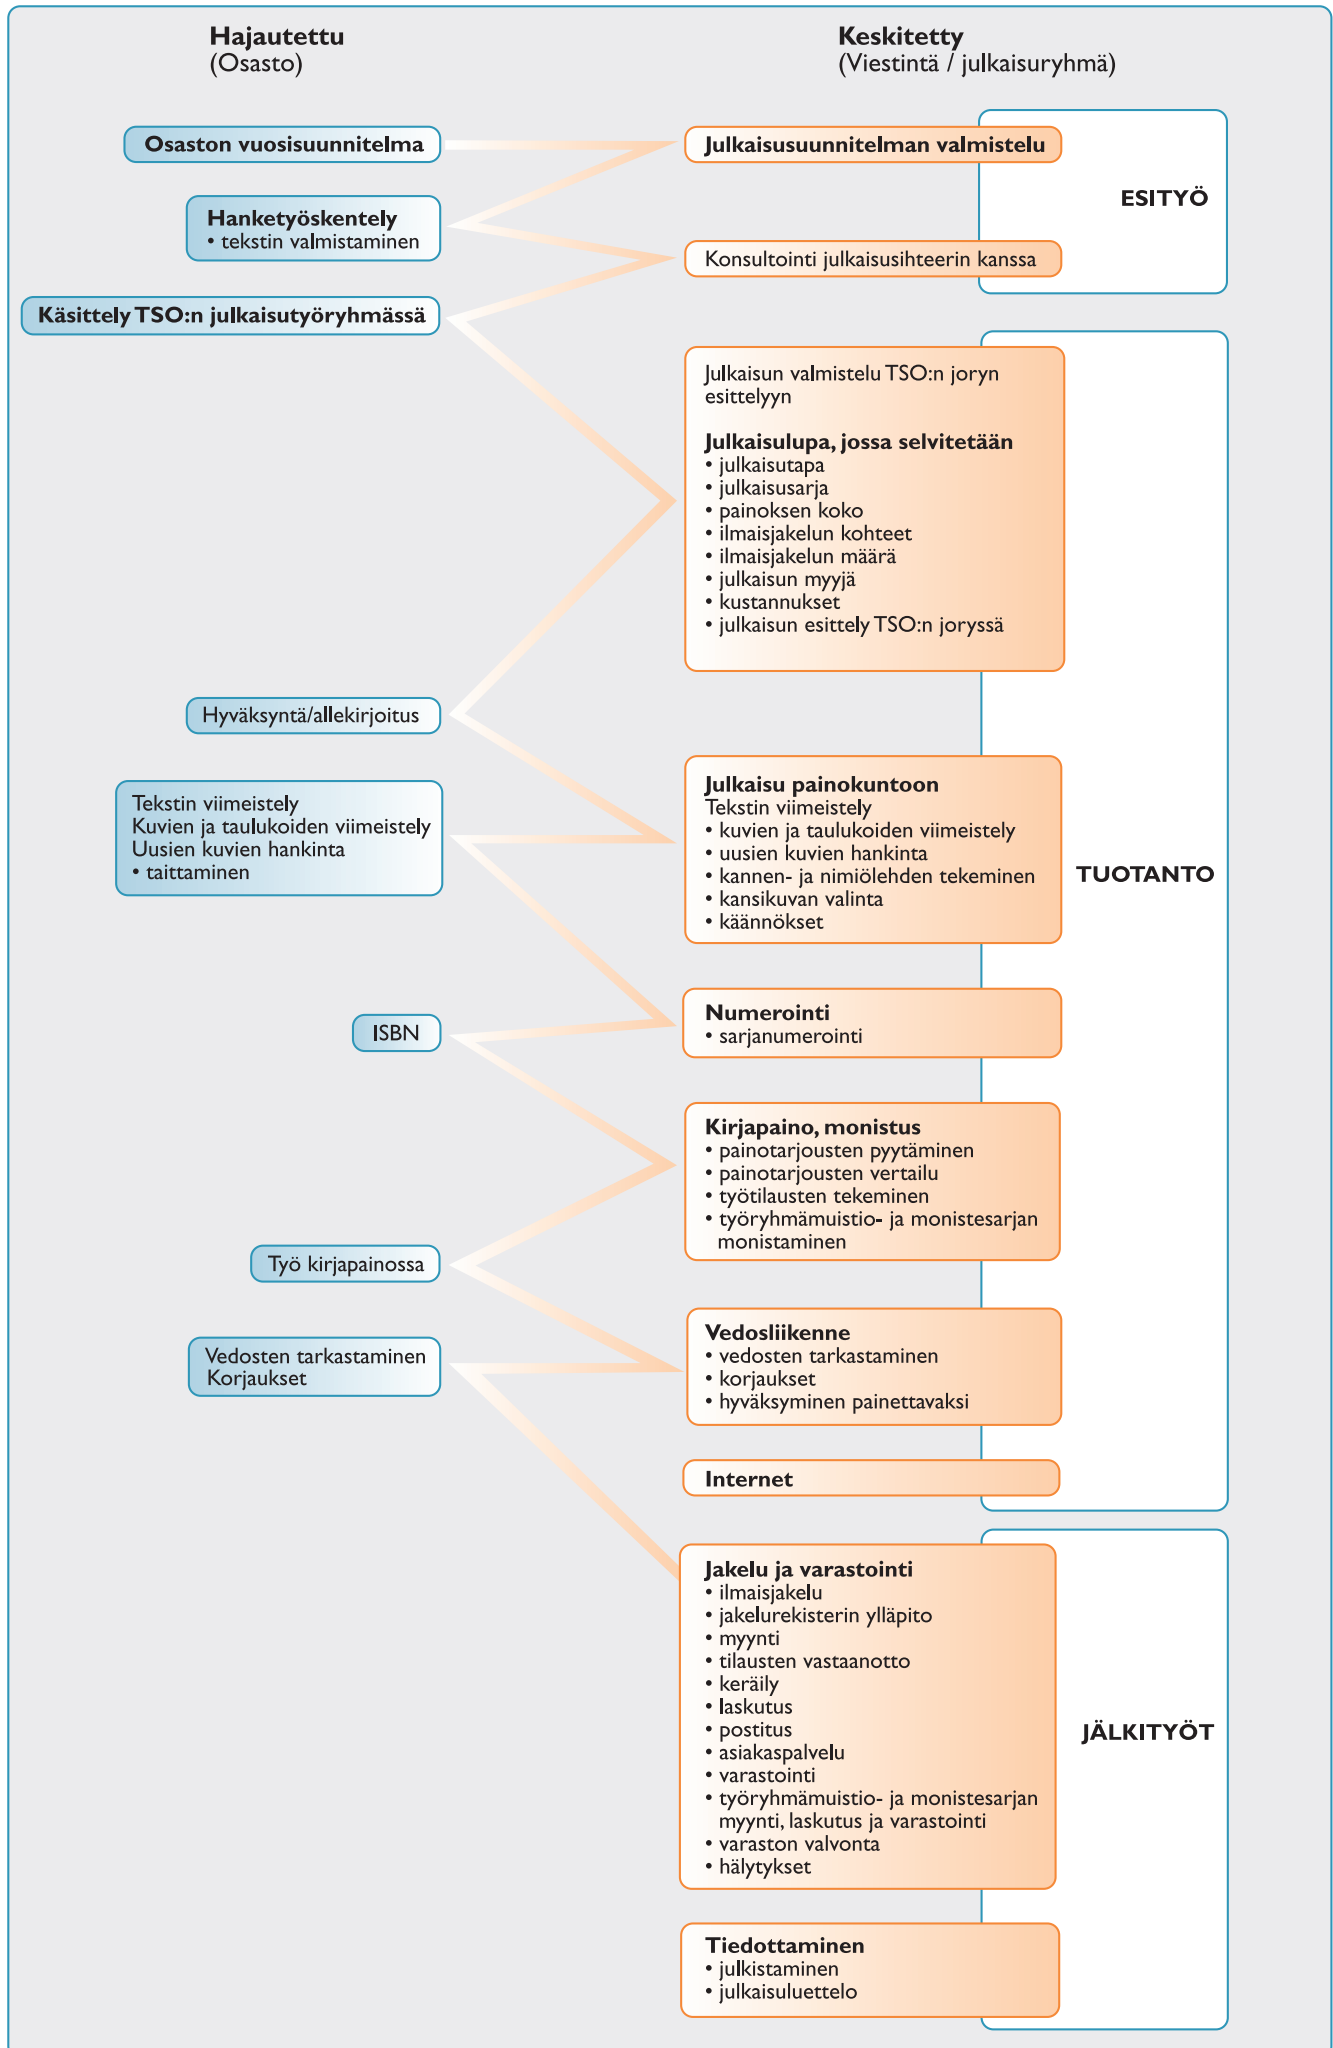 Hajautettu
(Osasto)
Keskitetty
(Viestintä / julkaisuryhmä)
Osaston vuosisuunnitelma
Julkaisusuunnitelman valmistelu
ESITYÖ
Hanketyöskentely
• tekstin valmistaminen
Konsultointi julkaisusihteerin kanssa
Käsittely TSO:n julkaisutyöryhmässä
Julkaisun valmistelu TSO:n joryn
esittelyyn
Julkaisulupa, jossa selvitetään
• julkaisutapa
• julkaisusarja
• painoksen koko
• ilmaisjakelun kohteet
• ilmaisjakelun määrä
• julkaisun myyjä
• kustannukset
• julkaisun esittely TSO:n joryssä
Hyväksyntä/allekirjoitus
Tekstin viimeistely
Kuvien ja taulukoiden viimeistely
Uusien kuvien hankinta
• taittaminen
Julkaisu painokuntoon
Tekstin viimeistely
• kuvien ja taulukoiden viimeistely
• uusien kuvien hankinta
• kannen- ja nimiölehden tekeminen
• kansikuvan valinta
• käännökset
TUOTANTO
Numerointi
• sarjanumerointi
ISBN
Kirjapaino, monistus
• painotarjousten pyytäminen
• painotarjousten vertailu
• työtilausten tekeminen
• työryhmämuistio- ja monistesarjan
monistaminen
Työ kirjapainossa
Vedosliikenne
• vedosten tarkastaminen
• korjaukset
• hyväksyminen painettavaksi
Vedosten tarkastaminen
Korjaukset
Internet
Jakelu ja varastointi
• ilmaisjakelu
• jakelurekisterin ylläpito
• myynti
• tilausten vastaanotto
• keräily
• laskutus
• postitus
• asiakaspalvelu
• varastointi
• työryhmämuistio- ja monistesarjan
myynti, laskutus ja varastointi
• varaston valvonta
• hälytykset
JÄLKITYÖT
Tiedottaminen
• julkistaminen
• julkaisuluettelo